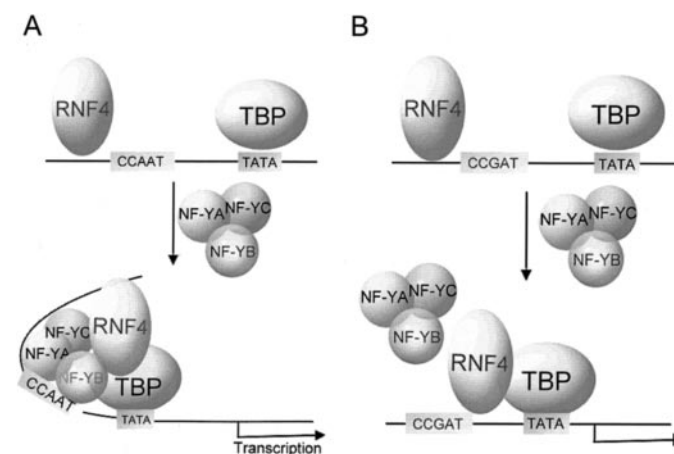 A
B
RNF4
TBP
CCAAT
TATA
NF-YA
NF-YC
NF-YB
RNF4
NF-YC
NF-YA
NF-YB
TBP
CCAAT
TATA
Transcription
RNF4
TBP
CCGAT
TATA
NF-YA
NF-YC
NF-YB
NF-YA
NF-YC
NF-YB
RNF4
TBP
CCGAT
TATA